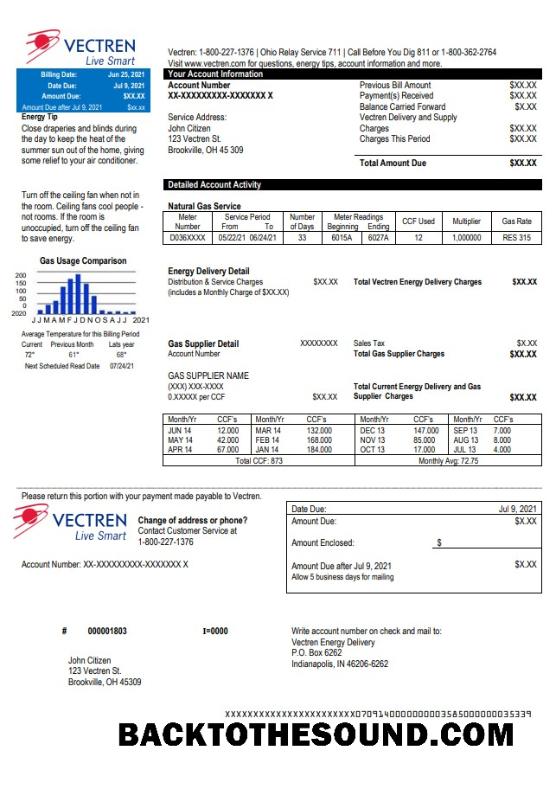 VECTREN
Live Smart
Vectren: 1-800-227-1376 | Ohio Relay Service 711 | Call Before You Dig 811 or 1-800-362-2764
Visit www.vectren.com for questions, energy tips, account information and more.
Billing Date: Jun 25, 2021
Date Due: Jul 9, 2021
Amount Due: $XX.XX
Amount Due after Jul 9, 2021 $xx.xx
Energy Tip
Close draperies and blinds during
the day to keep the heat of the
summer sun out of the home, giving
some relief to your air conditioner.
Turn off the ceiling fan when not in
the room. Ceiling fans cool people -
not rooms. If the room is
unoccupied, turn off the ceiling fan
to save energy.
Gas Usage Comparison
200
150
100
50
0
2020 J J M A Y M F J D N O S A J J 2021
Average Temperature for this Billing Period
Current Previous Month Lats year
72° 61° 68°
Next Scheduled Read Date 07/24/21
Your Account Information
Account Number
XX-XXXXXXXXX-XXXXXXX X
Service Address:
John Citizen
123 Vectren St.
Brookville, OH 45 309
Previous Bill Amount $XX.XX
Payment(s) Received $XX.XX
Balance Carried Forward $X.XX
Vectren Delivery and Supply
Charges $XX.XX
Charges This Period $XX.XX
Total Amount Due $XX.XX
Detailed Account Activity
Natural Gas Service
Meter Number Service Period From To Number of Days Meter Readings Beginning Ending CCF Used Multiplier Gas Rate
D036XXXX 05/22/21 06/24/21 33 6015A 6027A 12 1,000000 RES 315
Energy Delivery Detail
Distribution & Service Charges $XX.XX Total Vectren Energy Delivery Charges $XX.XX
(includes a Monthly Charge of $XX.XX)
Gas Supplier Detail XXXXXXXX Sales Tax $X.XX
Account Number Total Gas Supplier Charges $XX.XX
GAS SUPPLIER NAME
(XXX) XXX-XXXX Total Current Energy Delivery and Gas
0.XXXXX per CCF $XX.XX Supplier Charges $XX.XX
Month/Yr CCF's Month/Yr CCF's Month/Yr CCF's Month/Yr CCF's
JUN 14 12.000 MAR 14 132.000 DEC 13 147.000 SEP 13 7.000
MAY 14 42.000 FEB 14 168.000 NOV 13 85.000 AUG 13 8.000
APR 14 67.000 JAN 14 184.000 OCT 13 17.000 JUL 13 4.000
Total CCF: 873 Monthly Avg: 72.75
Please return this portion with your payment made payable to Vectren.
VECTREN
Live Smart
Change of address or phone?
Contact Customer Service at
1-800-227-1376
Account Number: XX-XXXXXXXXX-XXXXXXX X
Date Due: Jul 9, 2021
Amount Due: $X.XX
Amount Enclosed: $
Amount Due after Jul 9, 2021 $X.XX
Allow 5 business days for mailing
# 000001803 I=0000
John Citizen
123 Vectren St.
Brookville, OH 45309
Write account number on check and mail to:
Vectren Energy Delivery
P.O. Box 6262
Indianapolis, IN 46206-6262
BACKTOTHESOUND.COM